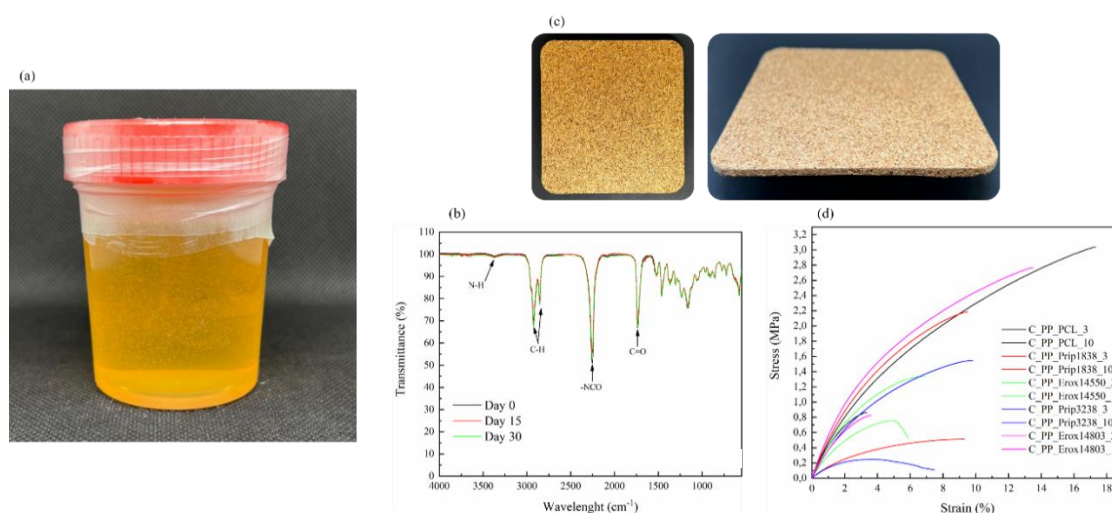 (a)
(c)
(b)
Transmittance (%)
110
100
90
80
70
60
50
40
30
20
10
0
N-H
C-H
-NCO
C=O
Day 0
Day 15
Day 30
4000
3000
2000
1000
Wavelenght (cm⁻¹)
(d)
Stress (MPa)
3,2
3,0
2,8
2,6
2,4
2,2
2,0
1,8
1,6
1,4
1,2
1,0
0,8
0,6
0,4
0,2
0,0
C_PP_PCL_3
C_PP_PCL_10
C_PP_Prip1838_3
C_PP_Prip1838_10
C_PP_Erox14550_
C_PP_Erox14550_
C_PP_Prip3238_3
C_PP_Prip3238_10
C_PP_Erox14803_
C_PP_Erox14803_
0
2
4
6
8
10
12
14
16
18
Strain (%)